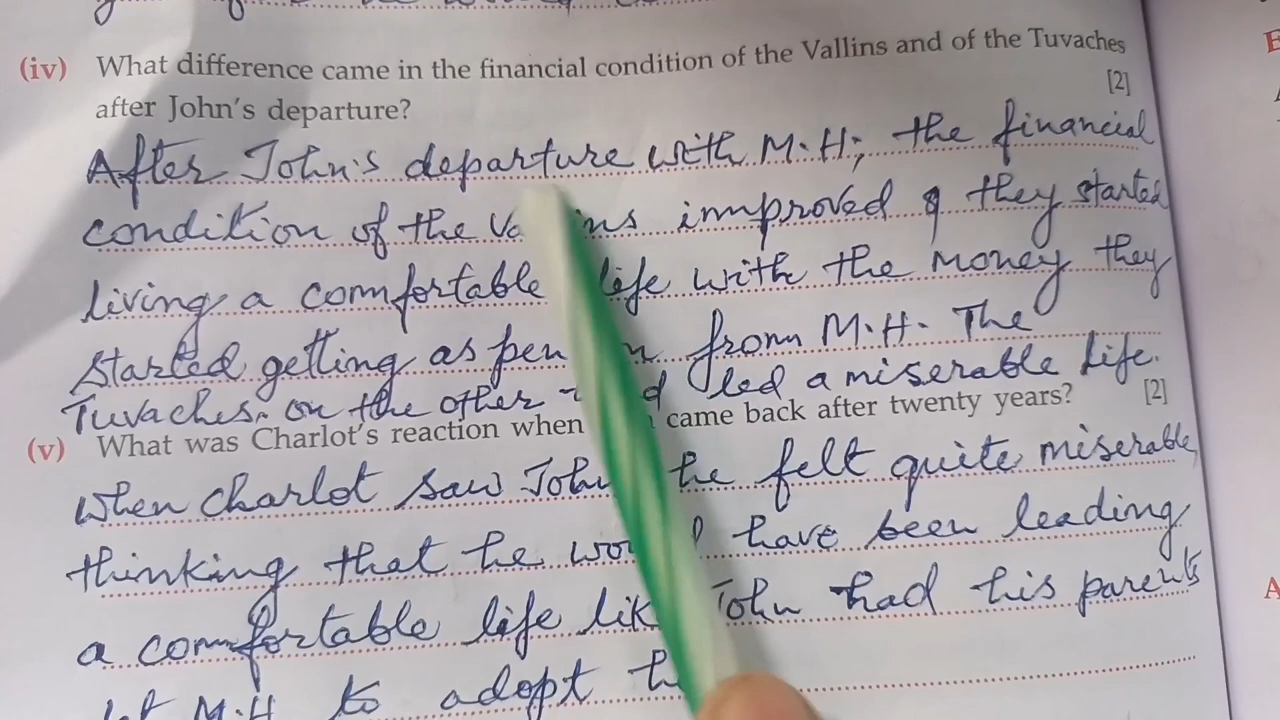 (iv) What difference came in the financial condition of the Vallins and of the Tuvaches
[2]
after John's departure?
After John's departure with M.H; the financial
condition of the improved & they started
living a comfortable life with the money they
started getting as from M.H. The
Tuvaches on the other led a miserable life.
(v) What was Charlot's reaction when came back after twenty years? [2]
When Charlot saw John he felt quite miserable
thinking that he have been leading
a comfortable life John had his parents
let M.H to adopt